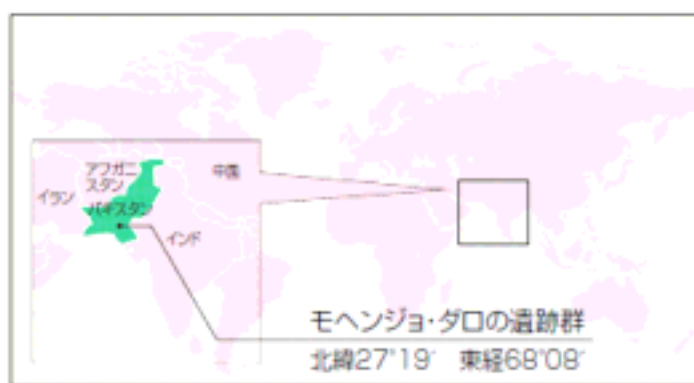 アフガニ
スタン
中国
イラン
パキスタン
インド
モヘンジョ・ダロの遺跡群
北緯27°19′ 東経68°08′